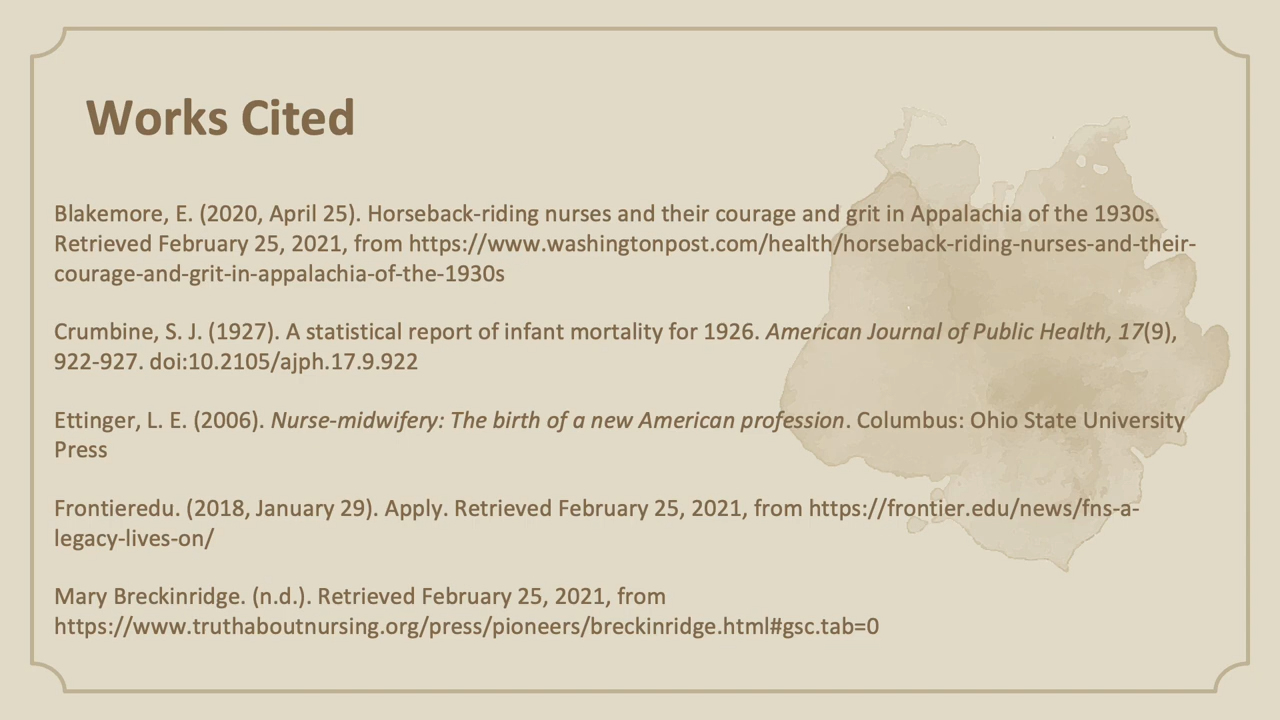 Works Cited
Blakemore, E. (2020, April 25). Horseback-riding nurses and their courage and grit in Appalachia of the 1930s.
Retrieved February 25, 2021, from https://www.washingtonpost.com/health/horseback-riding-nurses-and-their-
courage-and-grit-in-appalachia-of-the-1930s
Crumbine, S. J. (1927). A statistical report of infant mortality for 1926. American Journal of Public Health, 17(9),
922-927. doi:10.2105/ajph.17.9.922
Ettinger, L. E. (2006). Nurse-midwifery: The birth of a new American profession. Columbus: Ohio State University
Press
Frontieredu. (2018, January 29). Apply. Retrieved February 25, 2021, from https://frontier.edu/news/fns-a-
legacy-lives-on/
Mary Breckinridge. (n.d.). Retrieved February 25, 2021, from
https://www.truthaboutnursing.org/press/pioneers/breckinridge.html#gsc.tab=0